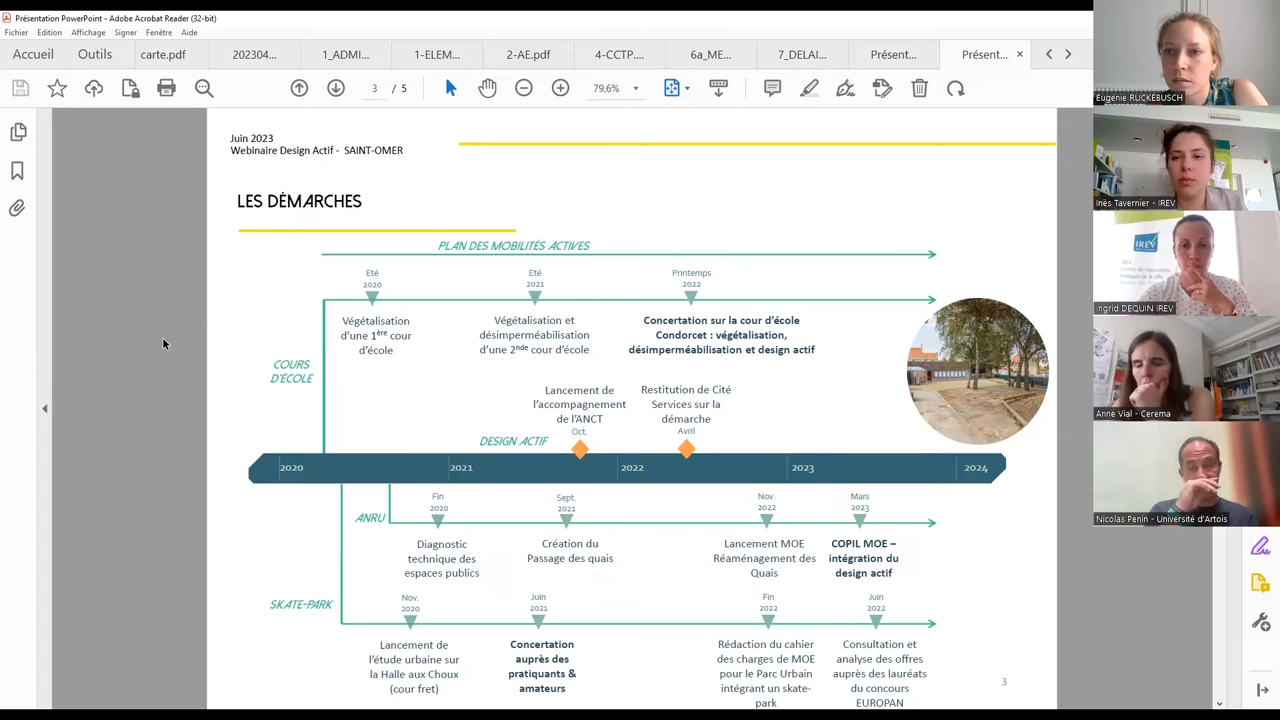 Présentation PowerPoint - Adobe Acrobat Reader (32-bit)
Fichier Edition Affichage Signer Fenêtre Aide
Accueil Outils carte.pdf 202304... 1_ADMI... 1-ELEM... 2-AE.pdf 4-CCTP.... 6a_ME... 7_DELAI... Présent... Présent... ×
3 / 5 79,6%
Juin 2023
Webinaire Design Actif - SAINT-OMER
LES DÉMARCHES
PLAN DES MOBILITÉS ACTIVES
COURS
D'ÉCOLE
Eté
2020
Végétalisation
d'une 1ère cour
d'école
Eté
2021
Végétalisation et
désimperméabilisation
d'une 2nde cour d'école
Printemps
2022
Concertation sur la cour d'école
Condorcet : végétalisation,
désimperméabilisation et design actif
DESIGN ACTIF
Lancement de
l'accompagnement
de l'ANCT
Oct.
Restitution de Cité
Services sur la
démarche
Avril
2020 2021 2022 2023 2024
ANRU
Fin
2020
Diagnostic
technique des
espaces publics
Sept.
2021
Création du
Passage des quais
Nov.
2022
Lancement MOE
Réaménagement des
Quais
Mars
2023
COPIL MOE –
intégration du
design actif
SKATE-PARK
Nov.
2020
Lancement de
l'étude urbaine sur
la Halle aux Choux
(cour fret)
Juin
2021
Concertation
auprès des
pratiquants &
amateurs
Fin
2022
Rédaction du cahier
des charges de MOE
pour le Parc Urbain
intégrant un skate-
park
Juin
2022
Consultation et
analyse des offres
auprès des lauréats
du concours
EUROPAN
3
Eugénie RUCKEBUSCH
Inès Tavernier - IREV
IREV
Ingrid DEQUIN IREV
Anne Vial - Cerema
Nicolas Penin - Université d'Artois